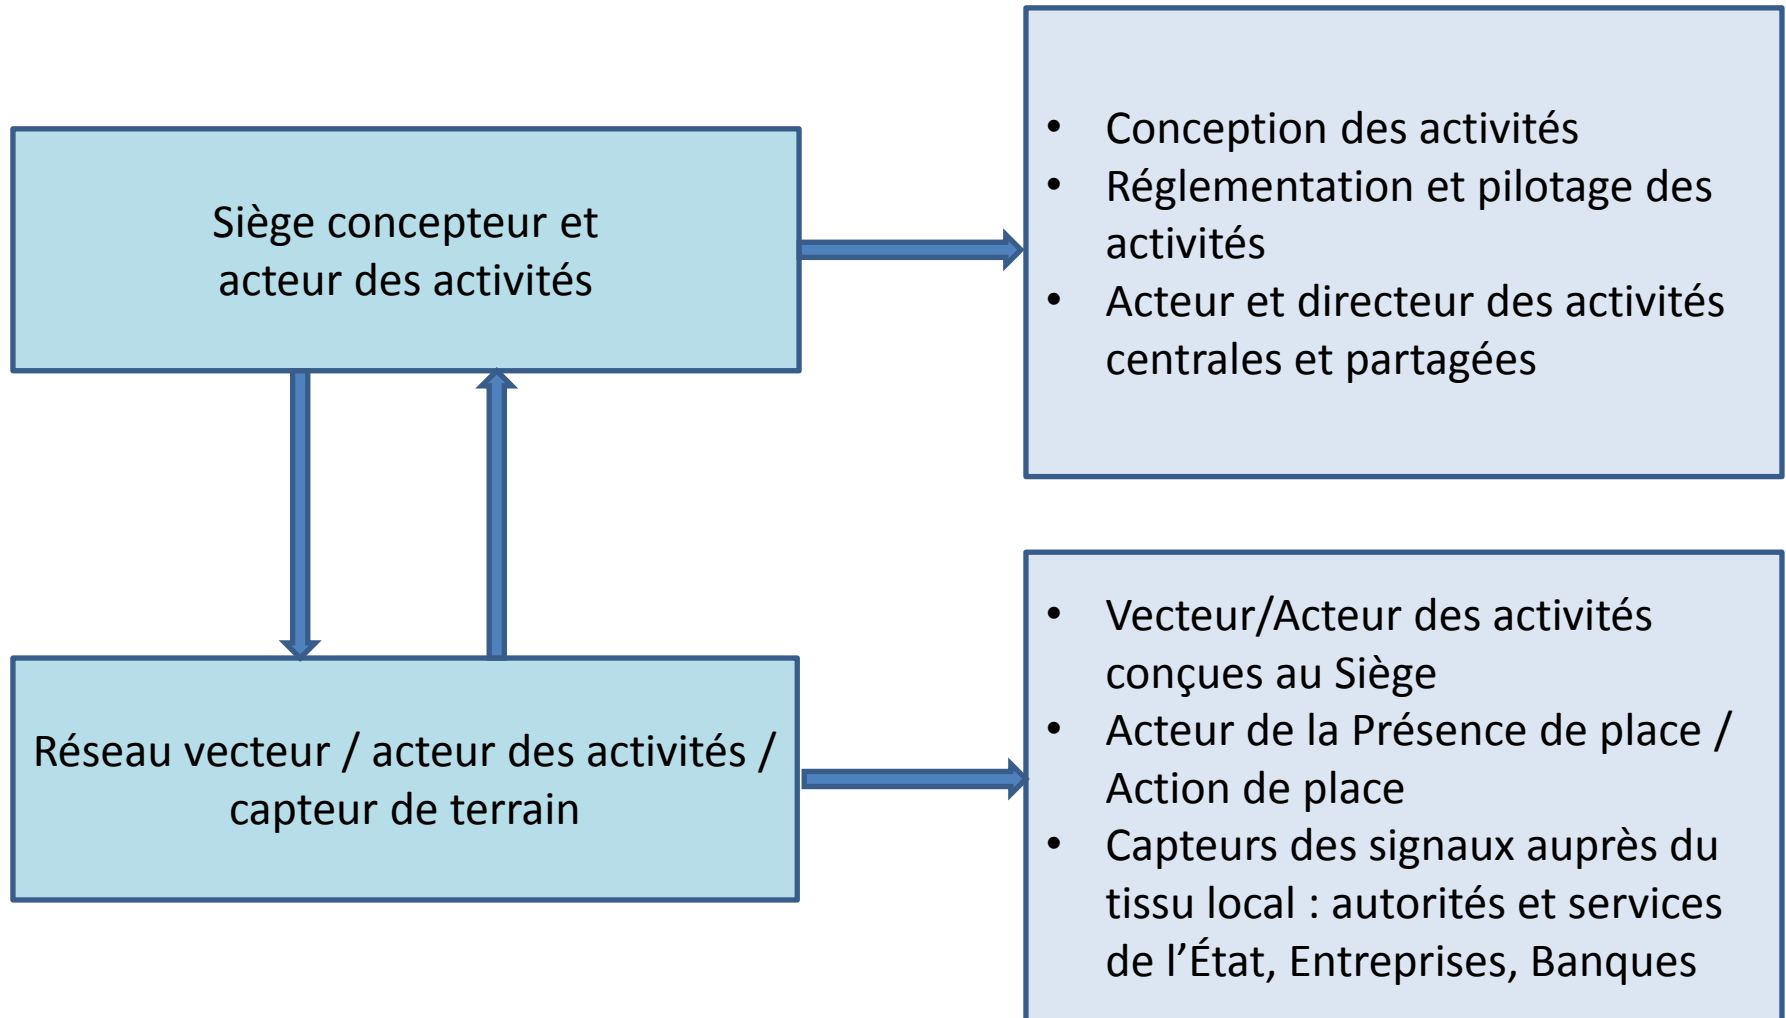 Siège concepteur et
acteur des activités
• Conception des activités
• Réglementation et pilotage des
activités
• Acteur et directeur des activités
centrales et partagées
Réseau vecteur / acteur des activités /
capteur de terrain
• Vecteur/Acteur des activités
conçues au Siège
• Acteur de la Présence de place /
Action de place
• Capteurs des signaux auprès du
tissu local : autorités et services
de l’État, Entreprises, Banques